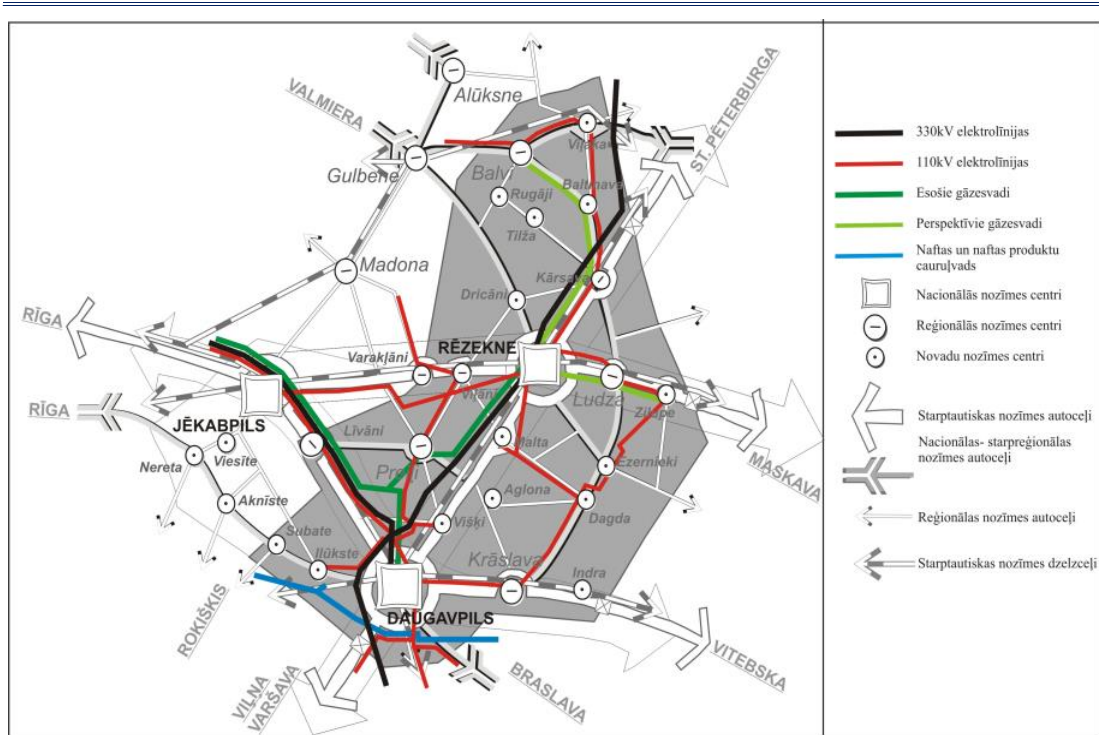 Alūksne
VALMIERA
ST. PĒTERBURGA
Viļaka
Gulbene
Balvi
Rugāji
Baltinava
Tilža
Madona
Kārsava
Dricāni
RĪGA
Varakļāni
RĒZEKNE
Viļāni
Ludza
Zilupe
RĪGA
JĒKABPILS
Līvāni
Malta
MASKAVA
Viesīte
Nereta
Preiļi
Ezernieki
Aknīste
Aglona
Dagda
Subate
Višķi
Ilūkste
Krāslava
Indra
ROKIŠKIS
DAUGAVPILS
VITEBSKA
VIĻŅA
VARŠAVA
BRASLAVA
330kV elektrolīnijas
110kV elektrolīnijas
Esošie gāzesvadi
Perspektīvie gāzesvadi
Naftas un naftas produktu
cauruļvads
Nacionālās nozīmes centri
Reģionālās nozīmes centri
Novadu nozīmes centri
Starptautiskas nozīmes autoceļi
Nacionālas- starpreģionālas
nozīmes autoceļi
Reģionālas nozīmes autoceļi
Starptautiskas nozīmes dzelzceļi